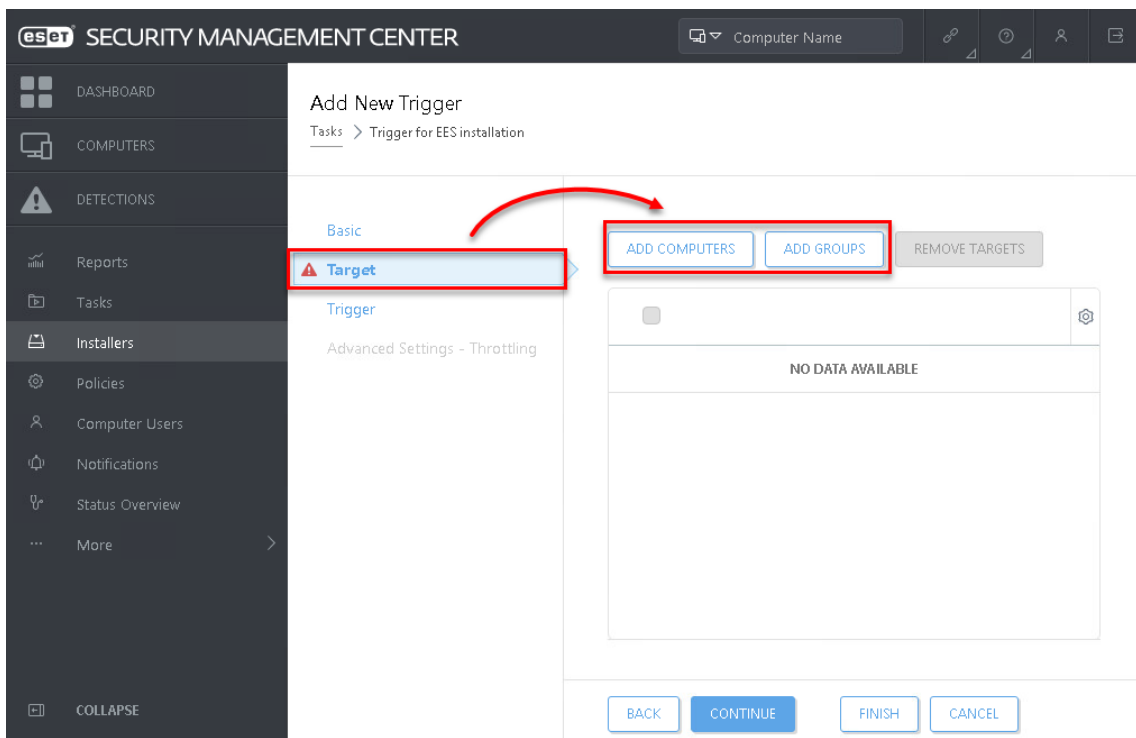 eset SECURITY MANAGEMENT CENTER
Computer Name
DASHBOARD
COMPUTERS
DETECTIONS
Reports
Tasks
Installers
Policies
Computer Users
Notifications
Status Overview
More
COLLAPSE
Add New Trigger
Tasks > Trigger for EES installation
Basic
Target
Trigger
Advanced Settings - Throttling
ADD COMPUTERS ADD GROUPS REMOVE TARGETS
NO DATA AVAILABLE
BACK CONTINUE FINISH CANCEL